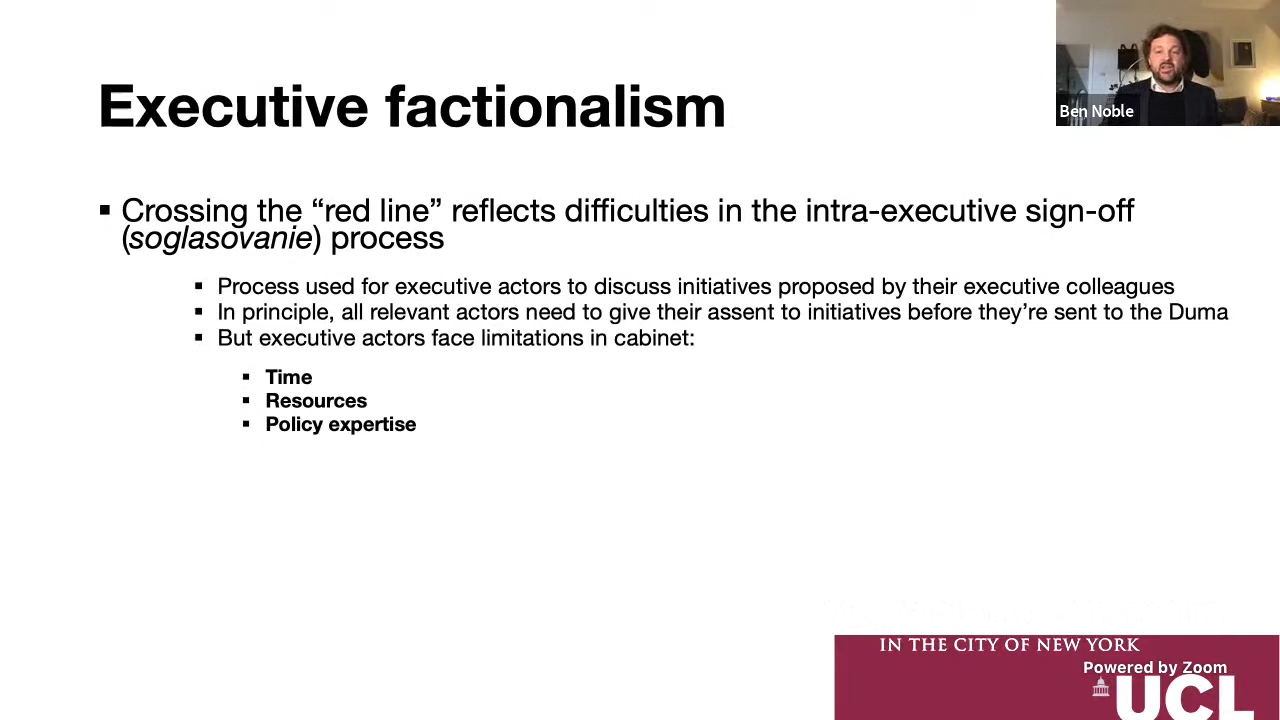 Executive factionalism
Ben Noble
▪ Crossing the “red line” reflects difficulties in the intra-executive sign-off
(soglasovanie) process
▪ Process used for executive actors to discuss initiatives proposed by their executive colleagues
▪ In principle, all relevant actors need to give their assent to initiatives before they’re sent to the Duma
▪ But executive actors face limitations in cabinet:
▪ Time
▪ Resources
▪ Policy expertise
IN THE CITY OF NEW YORK
Powered by Zoom
UCL